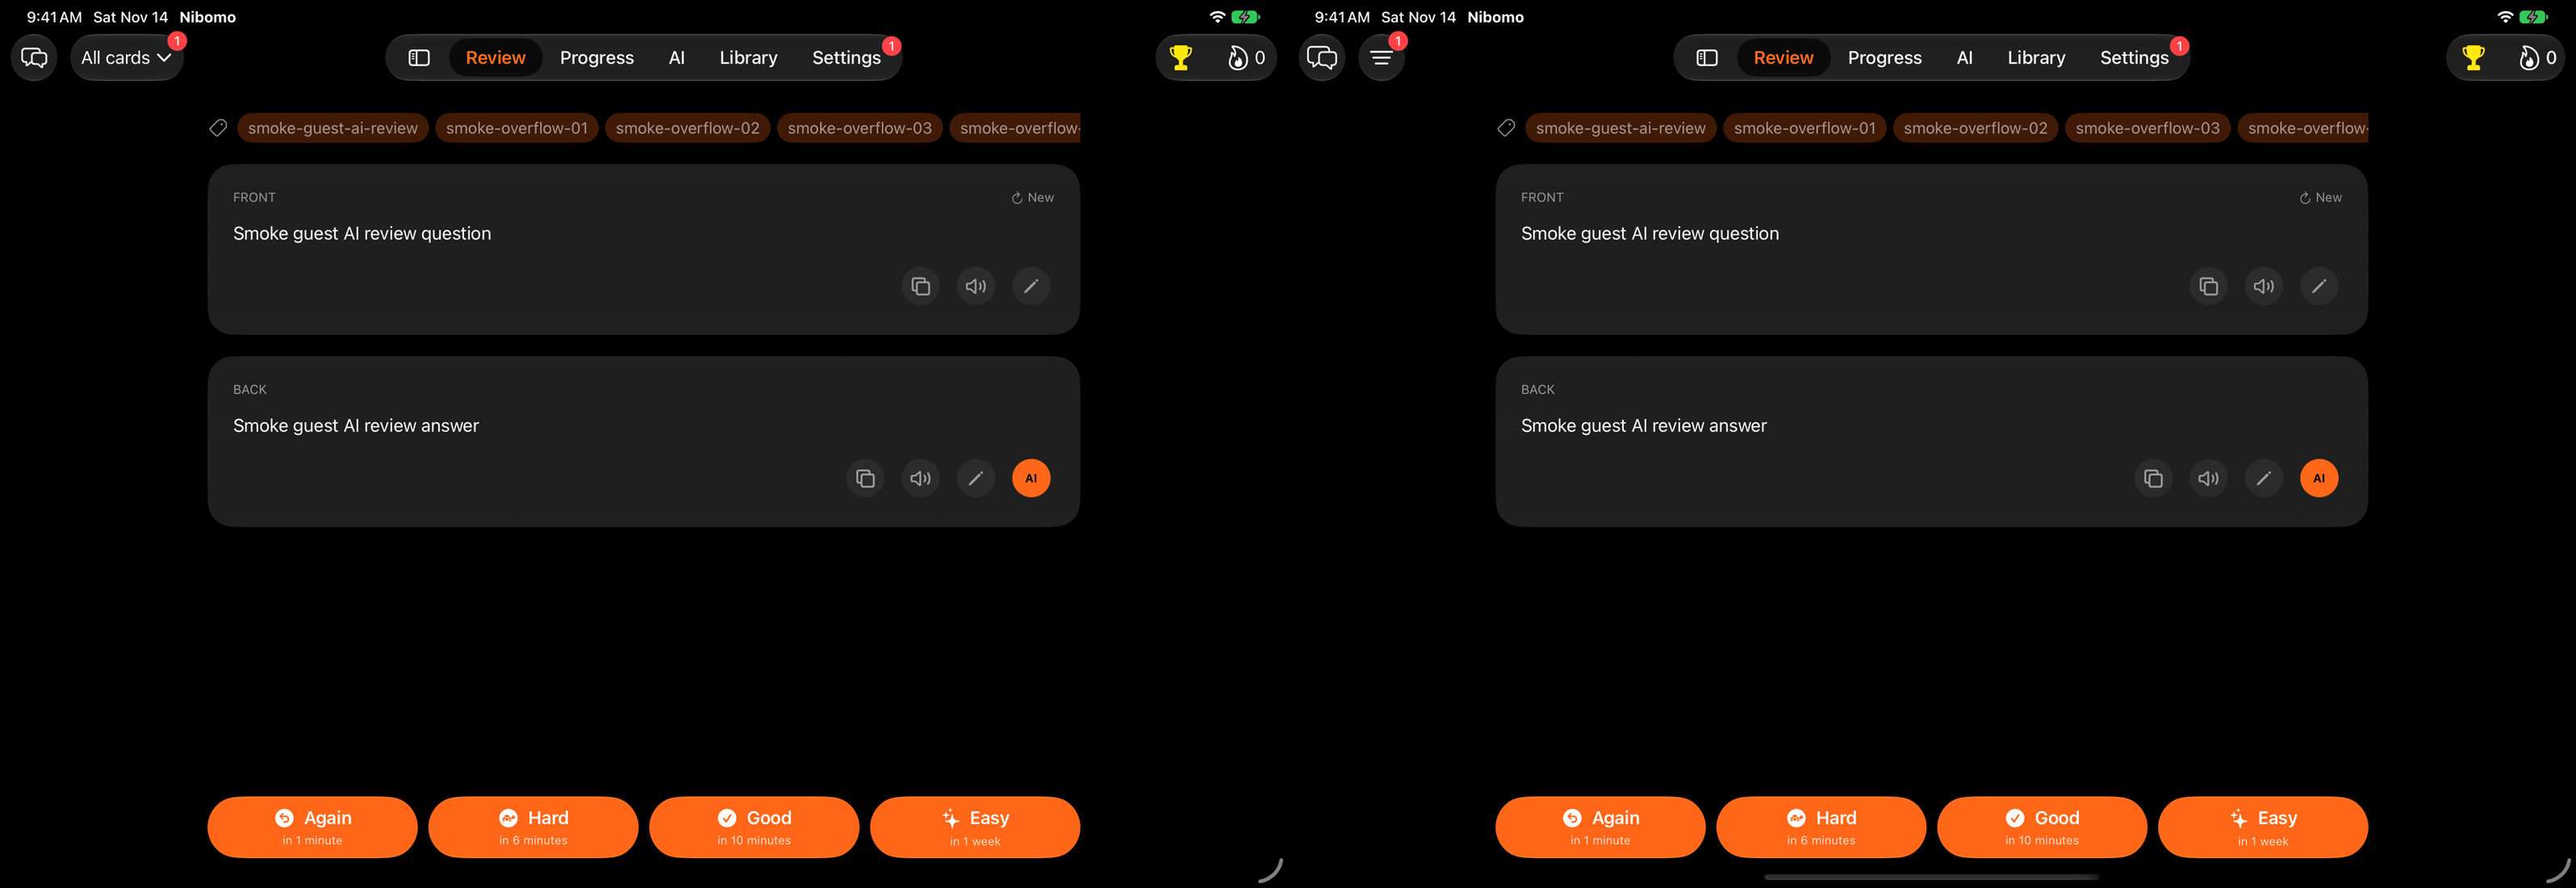 9:41 AM Sat Nov 14 Nibomo
All cards 1
Review Progress AI Library Settings 1
0
smoke-guest-ai-review smoke-overflow-01 smoke-overflow-02 smoke-overflow-03 smoke-overflow-
FRONT New
Smoke guest AI review question
BACK
Smoke guest AI review answer
AI
Again Hard Good Easy
in 1 minute in 6 minutes in 10 minutes in 1 week
9:41 AM Sat Nov 14 Nibomo
1
Review Progress AI Library Settings 1
0
smoke-guest-ai-review smoke-overflow-01 smoke-overflow-02 smoke-overflow-03 smoke-overflow-
FRONT New
Smoke guest AI review question
BACK
Smoke guest AI review answer
AI
Again Hard Good Easy
in 1 minute in 6 minutes in 10 minutes in 1 week